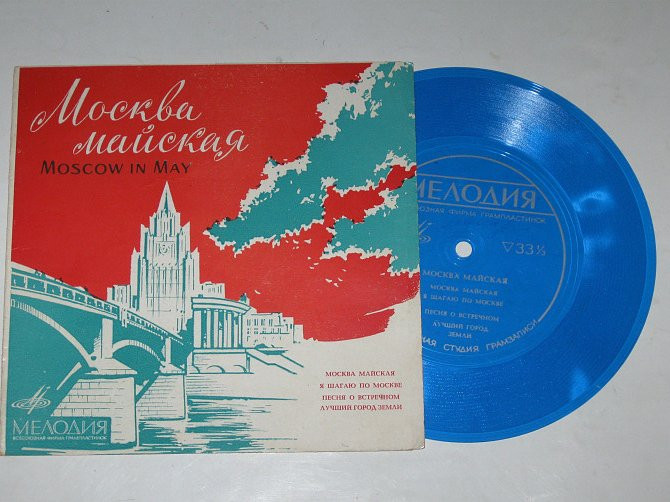 Москва
майская
MOSCOW IN MAY
МОСКВА МАЙСКАЯ
Я ШАГАЮ ПО МОСКВЕ
ПЕСНЯ О ВСТРЕЧНОМ
ЛУЧШИЙ ГОРОД ЗЕМЛИ
МЕЛОДИЯ
ВСЕСОЮЗНАЯ ФИРМА ГРАМПЛАСТИНОК
МЕЛОДИЯ
ФИРМА ГРАМПЛАСТИНОК
33⅓
МОСКВА МАЙСКАЯ
МОСКВА МАЙСКАЯ
Я ШАГАЮ ПО МОСКВЕ
ПЕСНЯ О ВСТРЕЧНОМ
ЛУЧШИЙ ГОРОД
ЗЕМЛИ
СТУДИЯ ГРАМЗАПИСИ